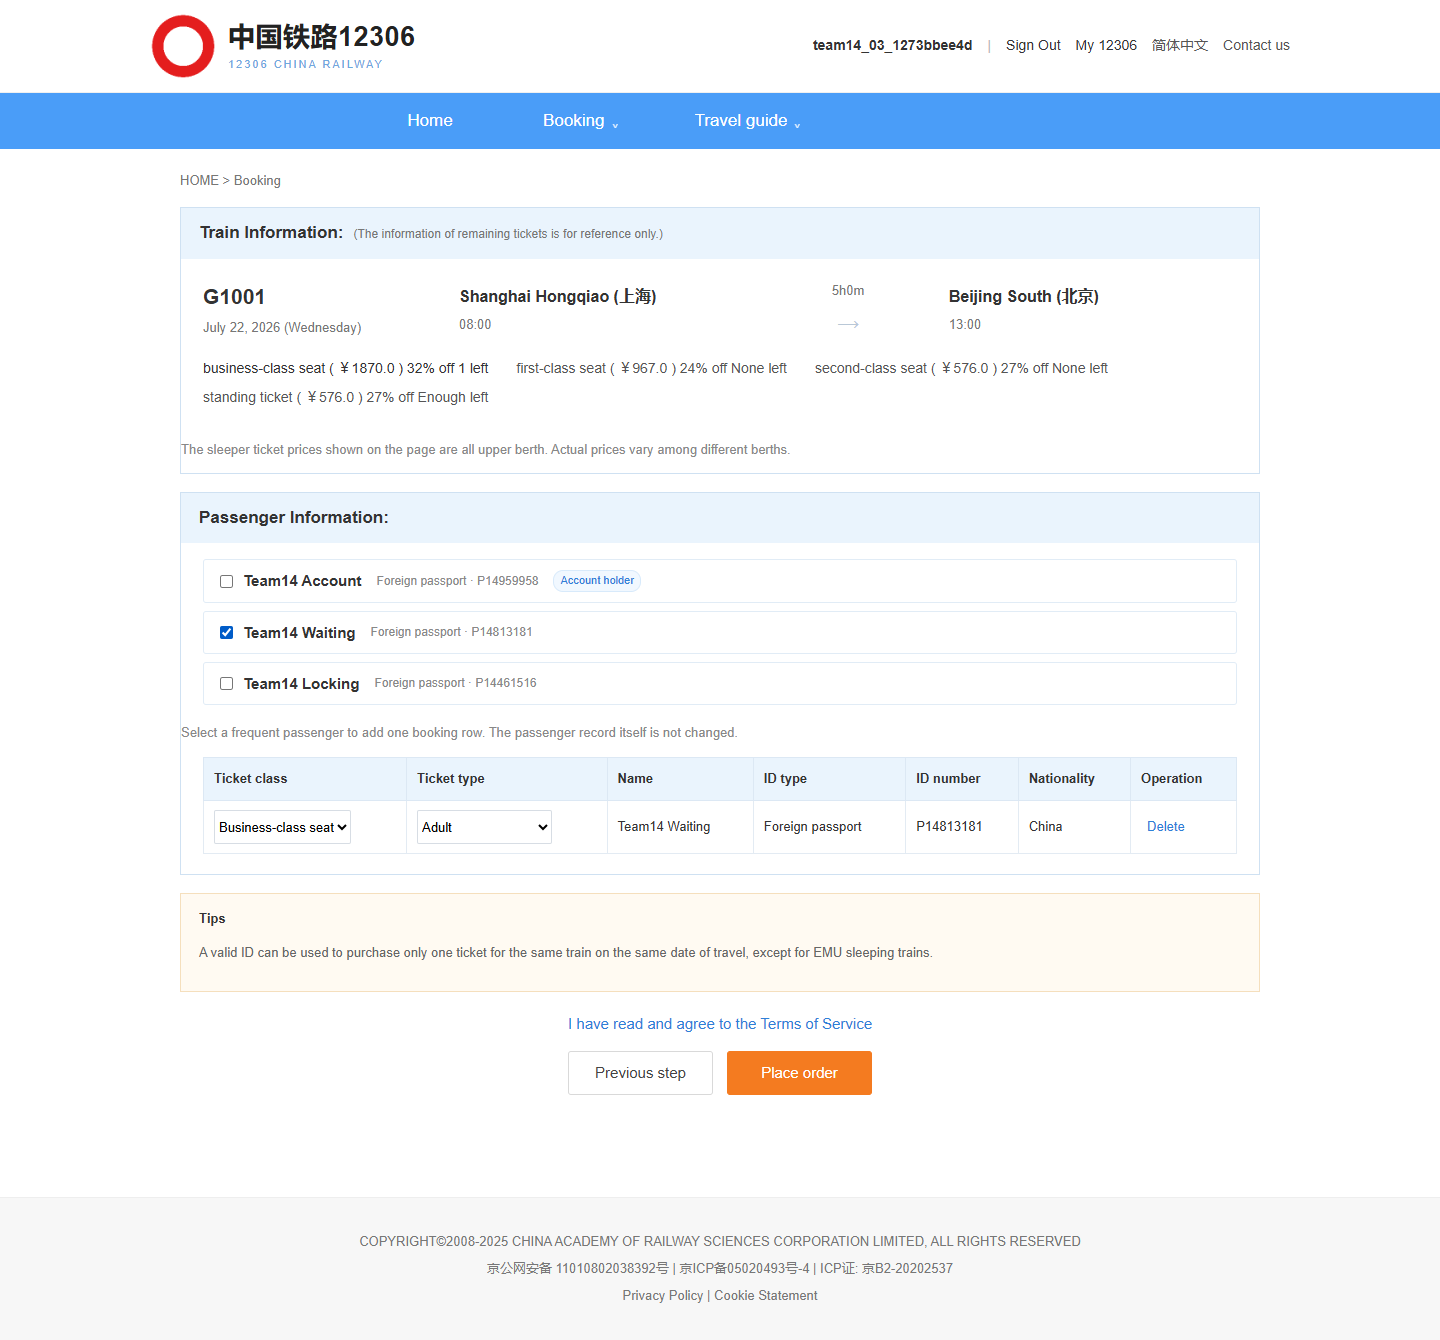 中国铁路12306
12306 CHINA RAILWAY
team14_03_1273bbee4d | Sign Out My 12306 简体中文 Contact us
Home Booking Travel guide
HOME > Booking
Train Information: (The information of remaining tickets is for reference only.)
G1001 Shanghai Hongqiao (上海) 5h0m Beijing South (北京)
July 22, 2026 (Wednesday) 08:00 → 13:00
business-class seat ( ￥1870.0 ) 32% off 1 left first-class seat ( ￥967.0 ) 24% off None left second-class seat ( ￥576.0 ) 27% off None left
standing ticket ( ￥576.0 ) 27% off Enough left
The sleeper ticket prices shown on the page are all upper berth. Actual prices vary among different berths.
Passenger Information:
Team14 Account Foreign passport · P14959958 Account holder
Team14 Waiting Foreign passport · P14813181
Team14 Locking Foreign passport · P14461516
Select a frequent passenger to add one booking row. The passenger record itself is not changed.
Ticket class Ticket type Name ID type ID number Nationality Operation
Business-class seat Adult Team14 Waiting Foreign passport P14813181 China Delete
Tips
A valid ID can be used to purchase only one ticket for the same train on the same date of travel, except for EMU sleeping trains.
I have read and agree to the Terms of Service
Previous step Place order
COPYRIGHT©2008-2025 CHINA ACADEMY OF RAILWAY SCIENCES CORPORATION LIMITED, ALL RIGHTS RESERVED
京公网安备 11010802038392号 | 京ICP备05020493号-4 | ICP证: 京B2-20202537
Privacy Policy | Cookie Statement